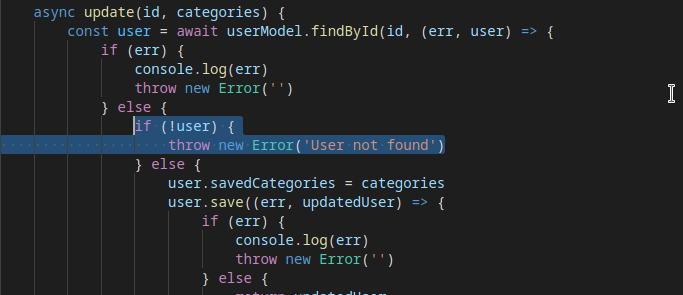 async update(id, categories) {
const user = await userModel.findById(id, (err, user) => {
if (err) {
console.log(err)
throw new Error('')
} else {
if (!user) {
throw new Error('User not found')
} else {
user.savedCategories = categories
user.save((err, updatedUser) => {
if (err) {
console.log(err)
throw new Error('')
} else {